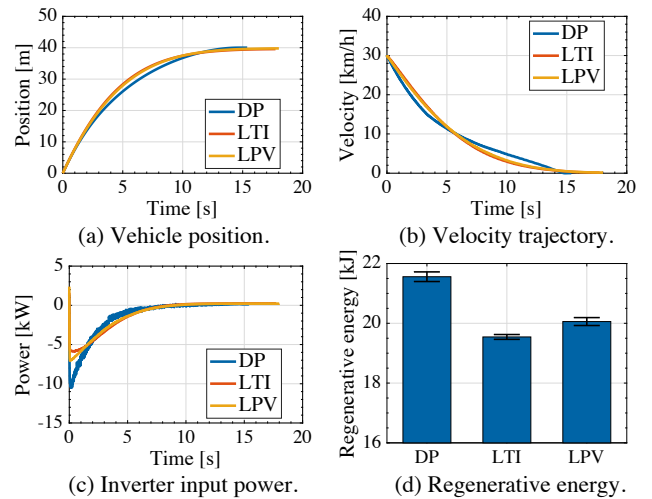 Position [m]
50
40
30
20
10
0
DP
LTI
LPV
0 5 10 15 20
Time [s]
(a) Vehicle position.
Velocity [km/h]
40
30
20
10
0
DP
LTI
LPV
0 5 10 15 20
Time [s]
(b) Velocity trajectory.
Power [kW]
5
0
-5
-10
-15
DP
LTI
LPV
0 5 10 15 20
Time [s]
(c) Inverter input power.
Regenerative energy [kJ]
22
20
18
16
DP LTI LPV
(d) Regenerative energy.